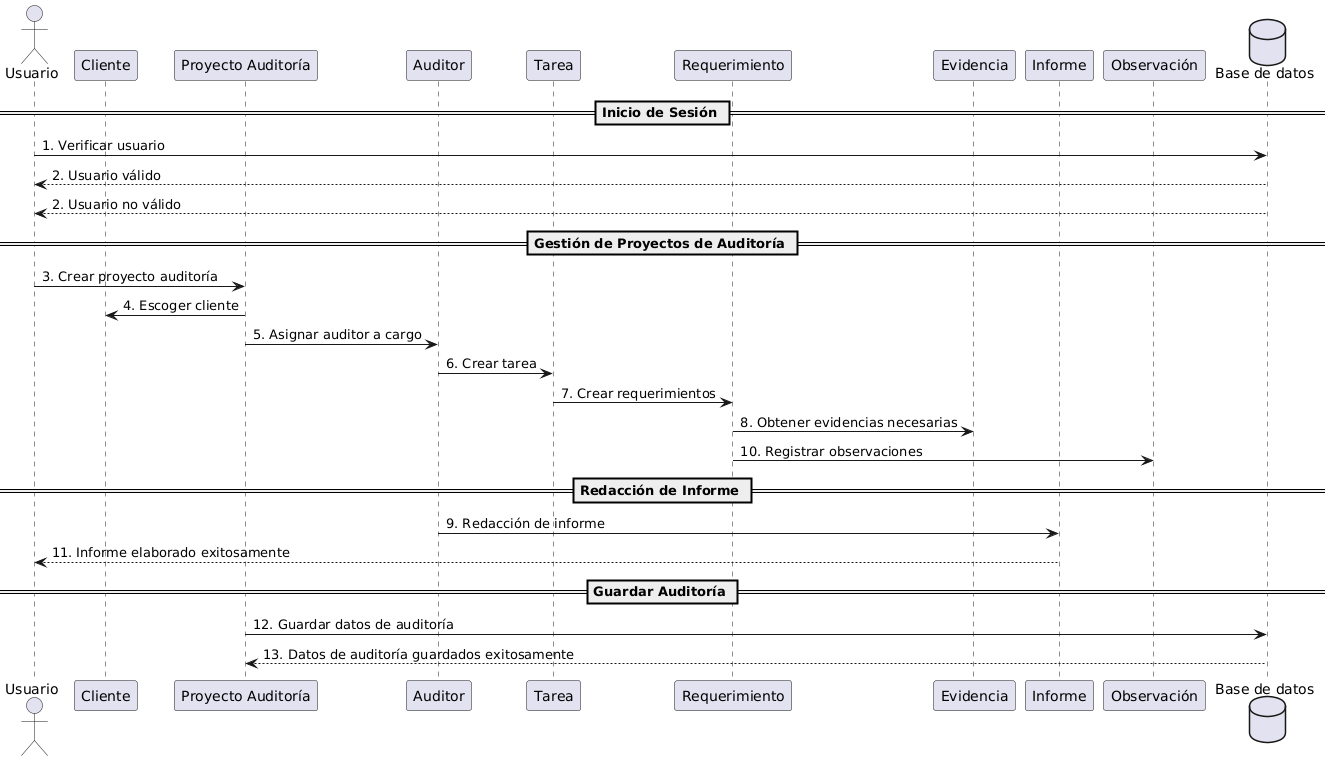 Usuario
Cliente
Proyecto Auditoría
Auditor
Tarea
Requerimiento
Evidencia
Informe
Observación
Base de datos
Inicio de Sesión
1. Verificar usuario
2. Usuario válido
2. Usuario no válido
Gestión de Proyectos de Auditoría
3. Crear proyecto auditoría
4. Escoger cliente
5. Asignar auditor a cargo
6. Crear tarea
7. Crear requerimientos
8. Obtener evidencias necesarias
10. Registrar observaciones
Redacción de Informe
9. Redacción de informe
11. Informe elaborado exitosamente
Guardar Auditoría
12. Guardar datos de auditoría
13. Datos de auditoría guardados exitosamente
Usuario
Cliente
Proyecto Auditoría
Auditor
Tarea
Requerimiento
Evidencia
Informe
Observación
Base de datos